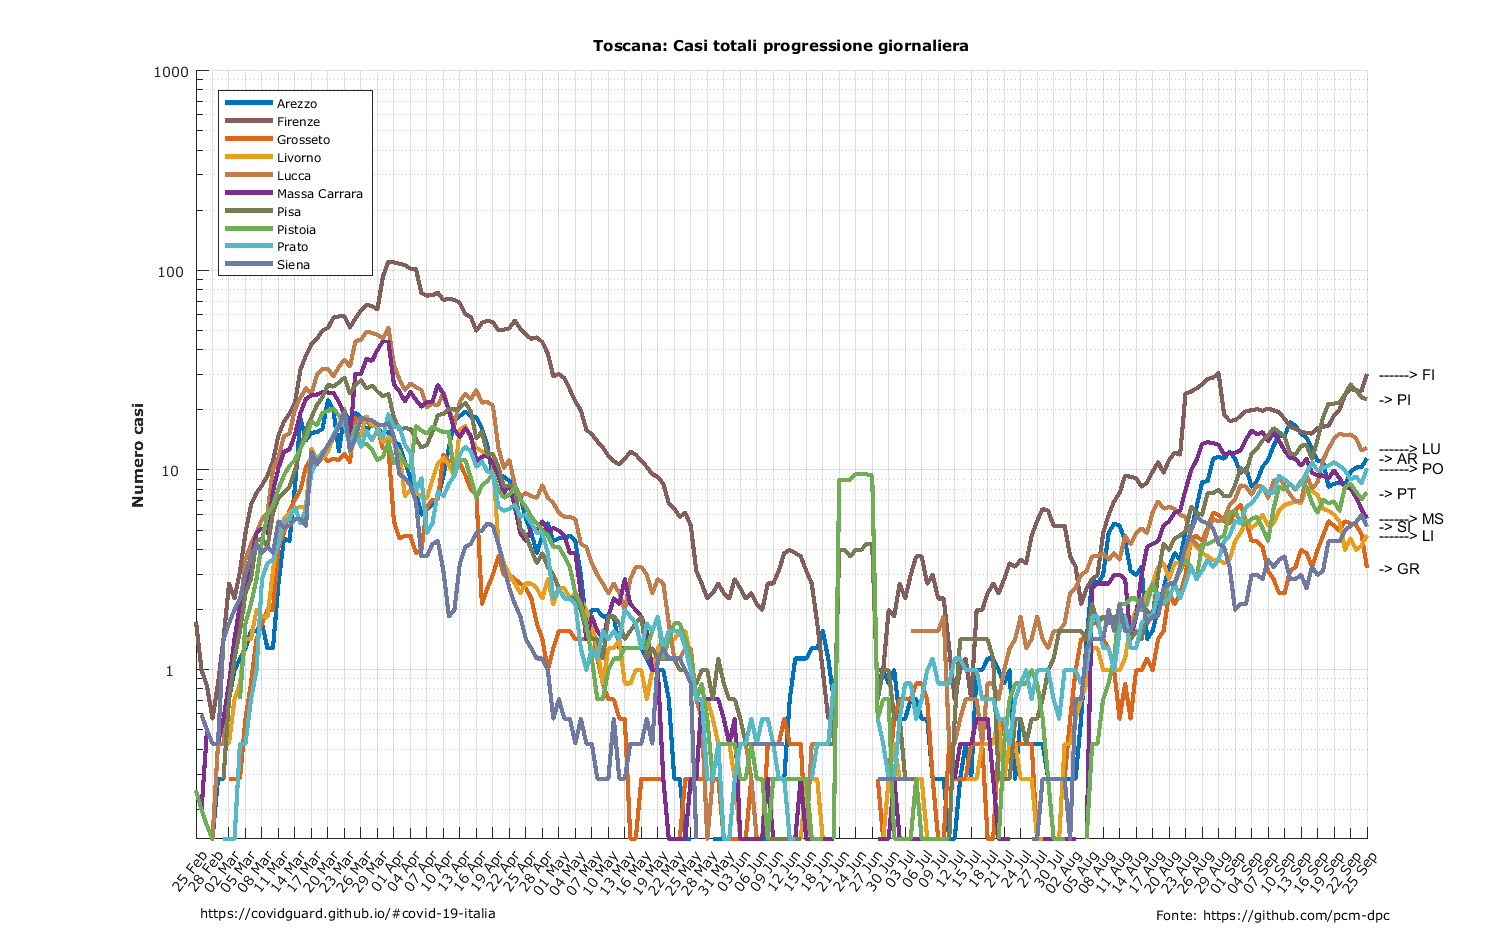 Toscana: Casi totali progressione giornaliera
Numero casi
1000
100
10
1
Arezzo
Firenze
Grosseto
Livorno
Lucca
Massa Carrara
Pisa
Pistoia
Prato
Siena
------> FI
-> PI
------> LU
-> AR
------> PO
-> PT
------> MS
-> SI
------> LI
-> GR
25 Feb
28 Feb
02 Mar
05 Mar
08 Mar
11 Mar
14 Mar
17 Mar
20 Mar
23 Mar
26 Mar
29 Mar
01 Apr
04 Apr
07 Apr
10 Apr
13 Apr
16 Apr
19 Apr
22 Apr
25 Apr
28 Apr
01 May
04 May
07 May
10 May
13 May
16 May
19 May
22 May
25 May
28 May
31 May
03 Jun
06 Jun
09 Jun
12 Jun
15 Jun
18 Jun
21 Jun
24 Jun
27 Jun
30 Jun
03 Jul
06 Jul
09 Jul
12 Jul
15 Jul
18 Jul
21 Jul
24 Jul
27 Jul
30 Jul
02 Aug
05 Aug
08 Aug
11 Aug
14 Aug
17 Aug
20 Aug
23 Aug
26 Aug
29 Aug
01 Sep
04 Sep
07 Sep
10 Sep
13 Sep
16 Sep
19 Sep
22 Sep
25 Sep
https://covidguard.github.io/#covid-19-italia
Fonte: https://github.com/pcm-dpc